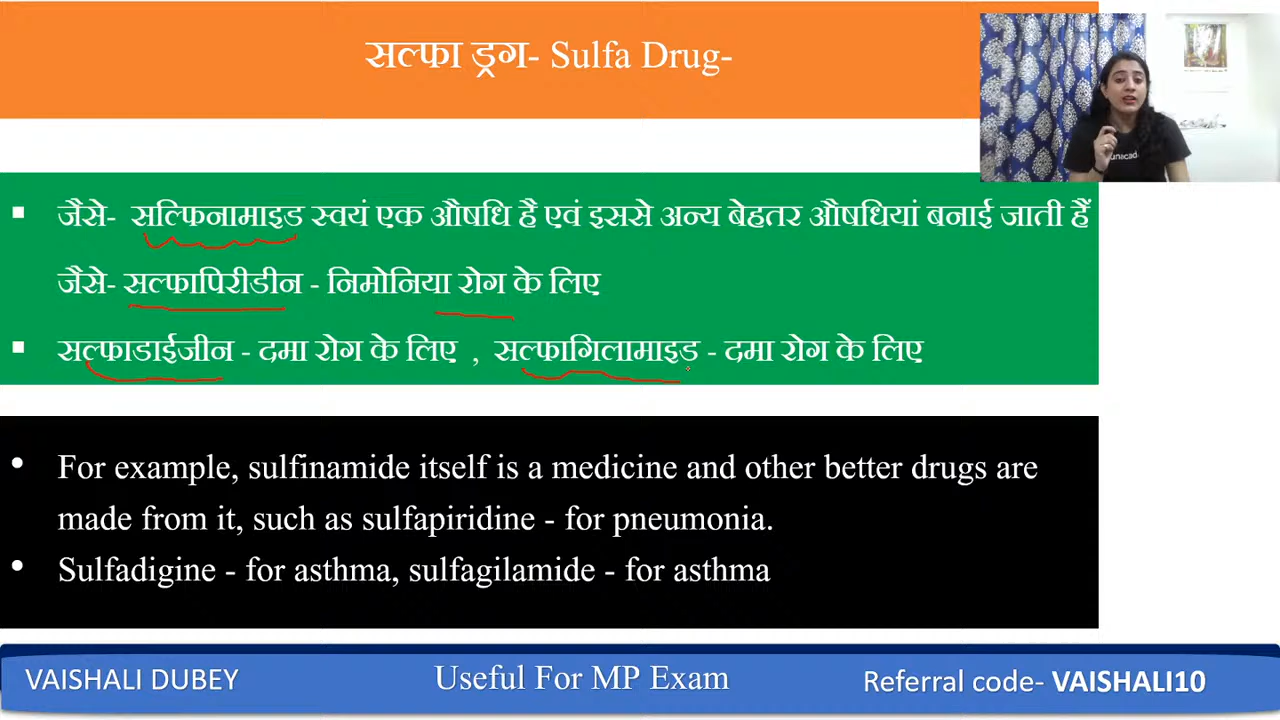 सल्फा ड्रग- Sulfa Drug-
जैसे- सल्फिनामाइड स्वयं एक औषधि है एवं इससे अन्य बेहतर औषधियां बनाई जाती हैं
जैसे- सल्फापिरीडीन - निमोनिया रोग के लिए
सल्फाडाईजीन - दमा रोग के लिए , सल्फागिलामाइड - दमा रोग के लिए
For example, sulfinamide itself is a medicine and other better drugs are
made from it, such as sulfapiridine - for pneumonia.
Sulfadigine - for asthma, sulfagilamide - for asthma
VAISHALI DUBEY
Useful For MP Exam
Referral code- VAISHALI10